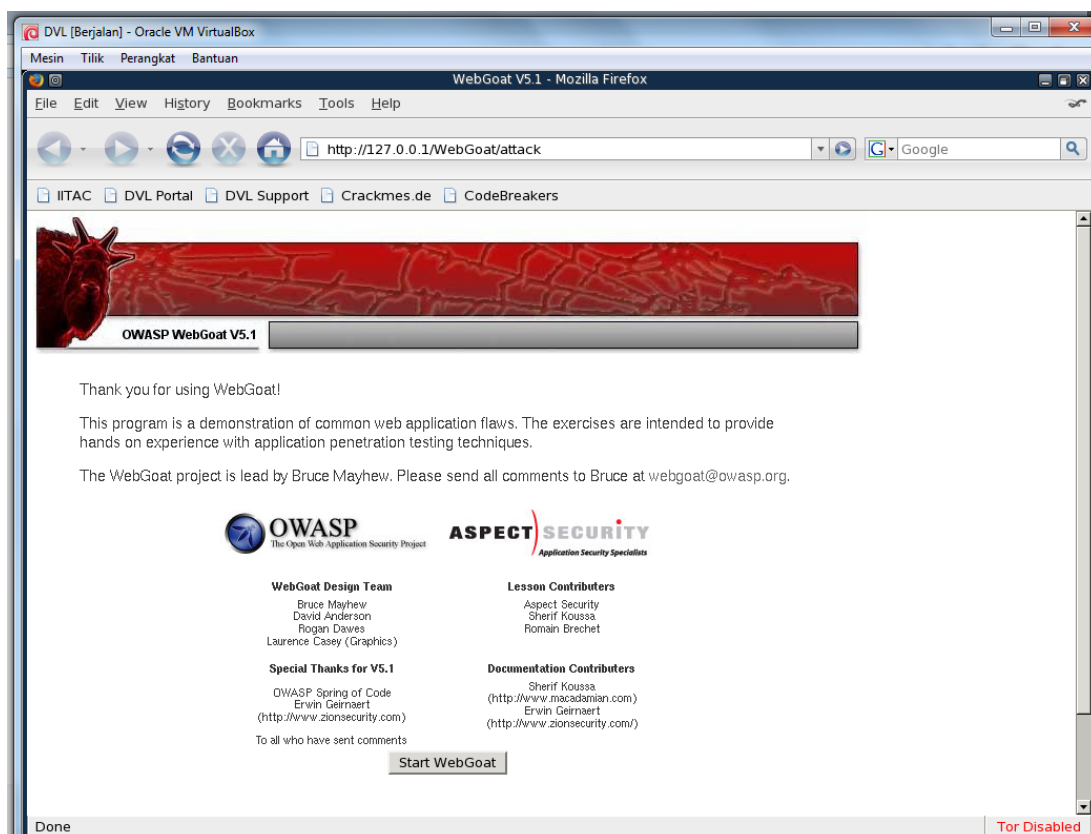 DVL [Berjalan] - Oracle VM VirtualBox
Mesin Tilik Perangkat Bantuan
WebGoat V5.1 - Mozilla Firefox
File Edit View History Bookmarks Tools Help
http://127.0.0.1/WebGoat/attack
G Google
IITAC DVL Portal DVL Support Crackmes.de CodeBreakers
OWASP WebGoat V5.1
Thank you for using WebGoat!
This program is a demonstration of common web application flaws. The exercises are intended to provide
hands on experience with application penetration testing techniques.
The WebGoat project is lead by Bruce Mayhew. Please send all comments to Bruce at webgoat@owasp.org.
OWASP
The Open Web Application Security Project
ASPECT SECURITY
Application Security Specialists
WebGoat Design Team
Bruce Mayhew
David Anderson
Rogan Dawes
Laurence Casey (Graphics)
Lesson Contributers
Aspect Security
Sherif Koussa
Romain Brechet
Special Thanks for V5.1
OWASP Spring of Code
Erwin Geirnaert
(http://www.zionsecurity.com)
To all who have sent comments
Documentation Contributers
Sherif Koussa
(http://www.macadamian.com)
Erwin Geirnaert
(http://www.zionsecurity.com/)
Start WebGoat
Done
Tor Disabled